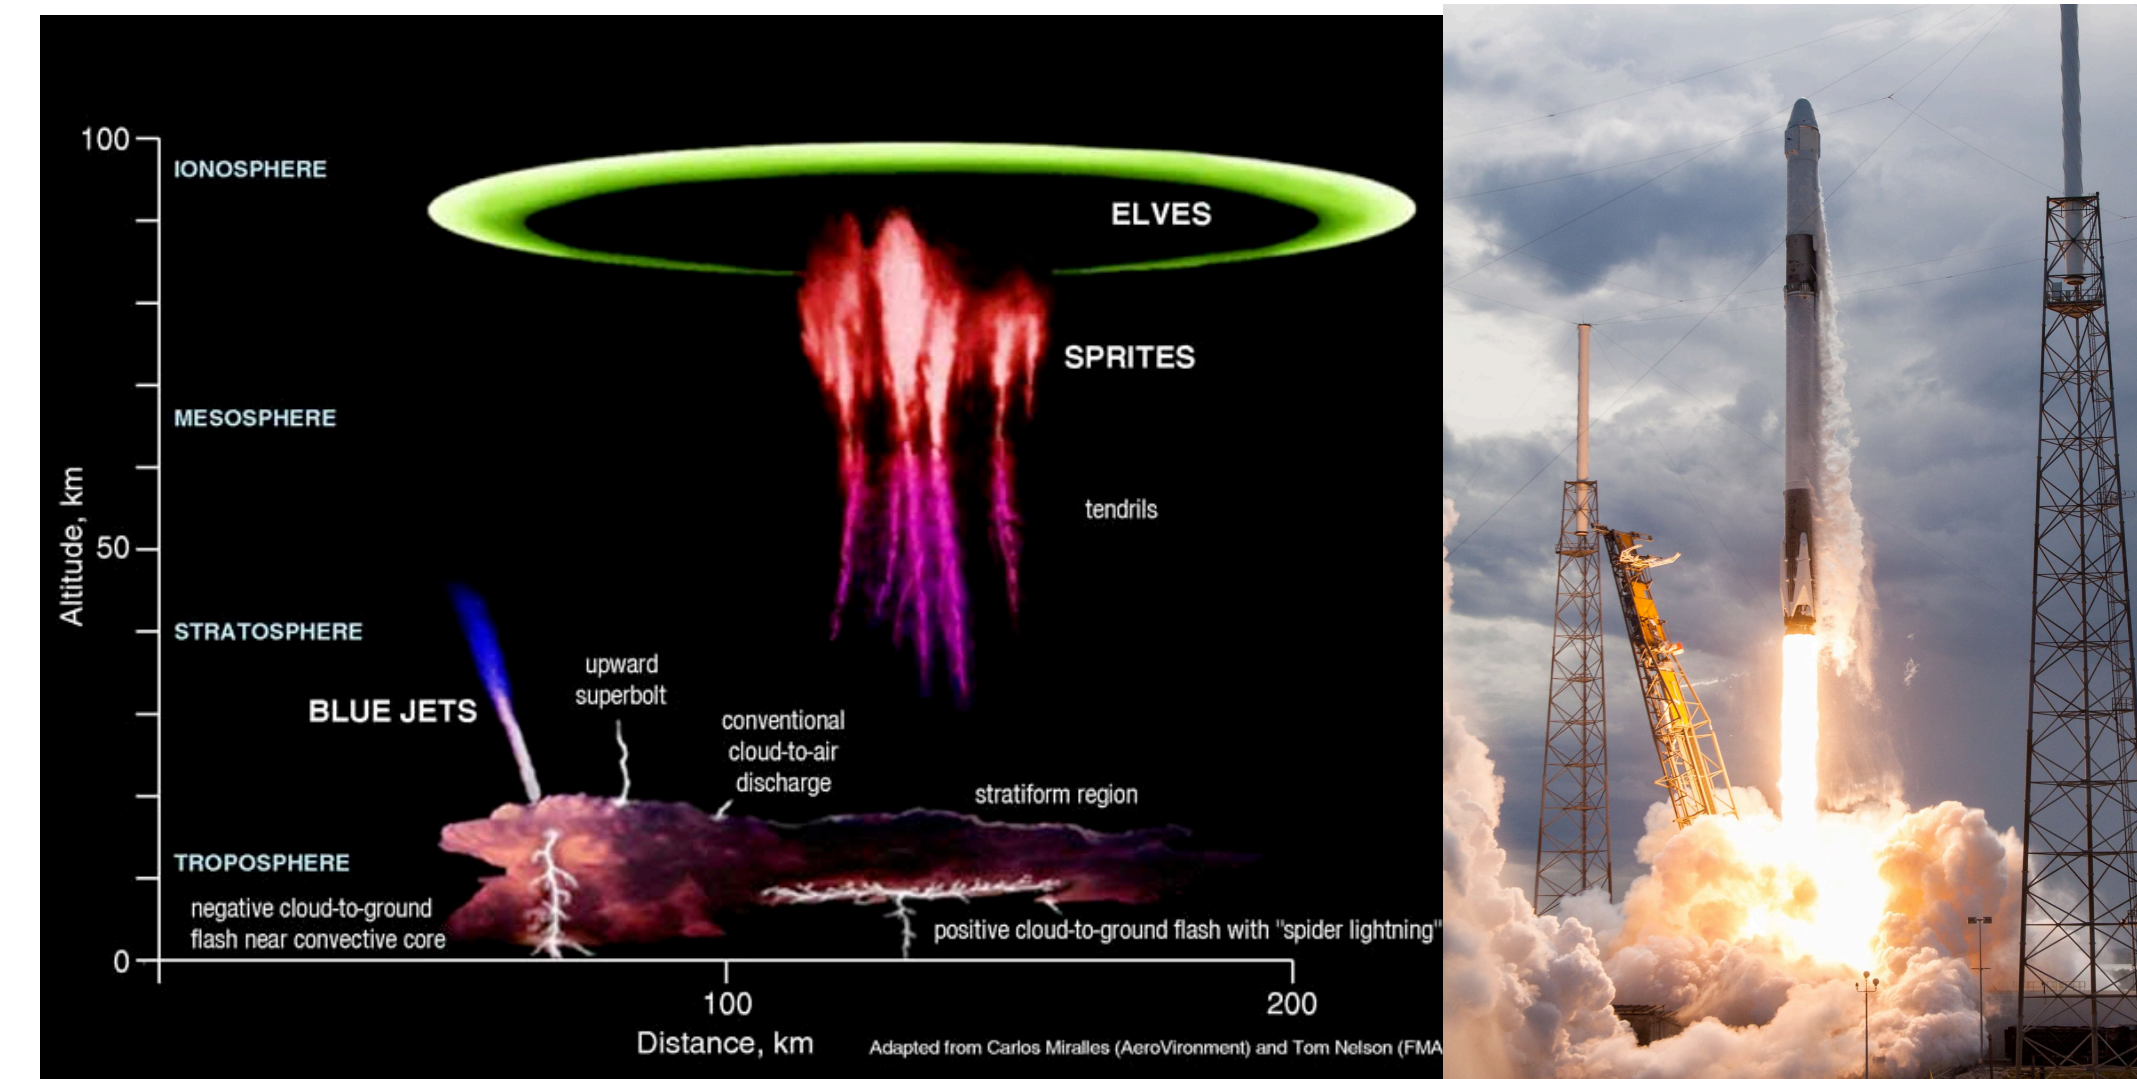 100
IONOSPHERE
ELVES
SPRITES
MESOSPHERE
tendrils
Altitude, km
50
STRATOSPHERE
upward
superbolt
BLUE JETS
conventional
cloud-to-air
discharge
stratiform region
TROPOSPHERE
negative cloud-to-ground
flash near convective core
positive cloud-to-ground flash with "spider lightning"
0
100
200
Distance, km
Adapted from Carlos Miralles (AeroVironment) and Tom Nelson (FMA